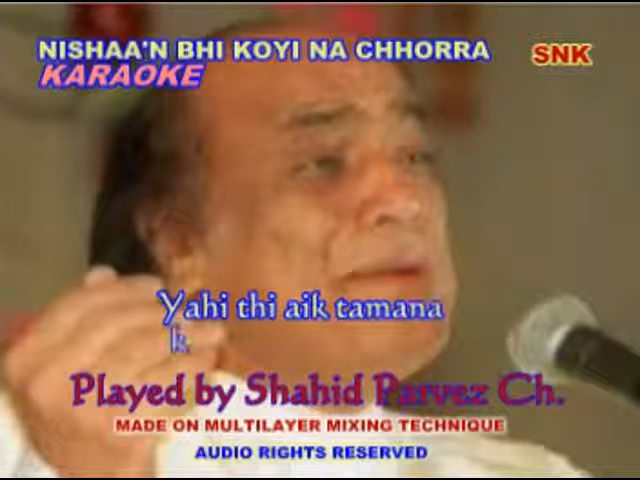 NISHAA'N BHI KOYI NA CHHORRA
SNK
KARAOKE
Yahi thi aik tamana
k
Played by Shahid Parvez Ch.
MADE ON MULTILAYER MIXING TECHNIQUE
AUDIO RIGHTS RESERVED